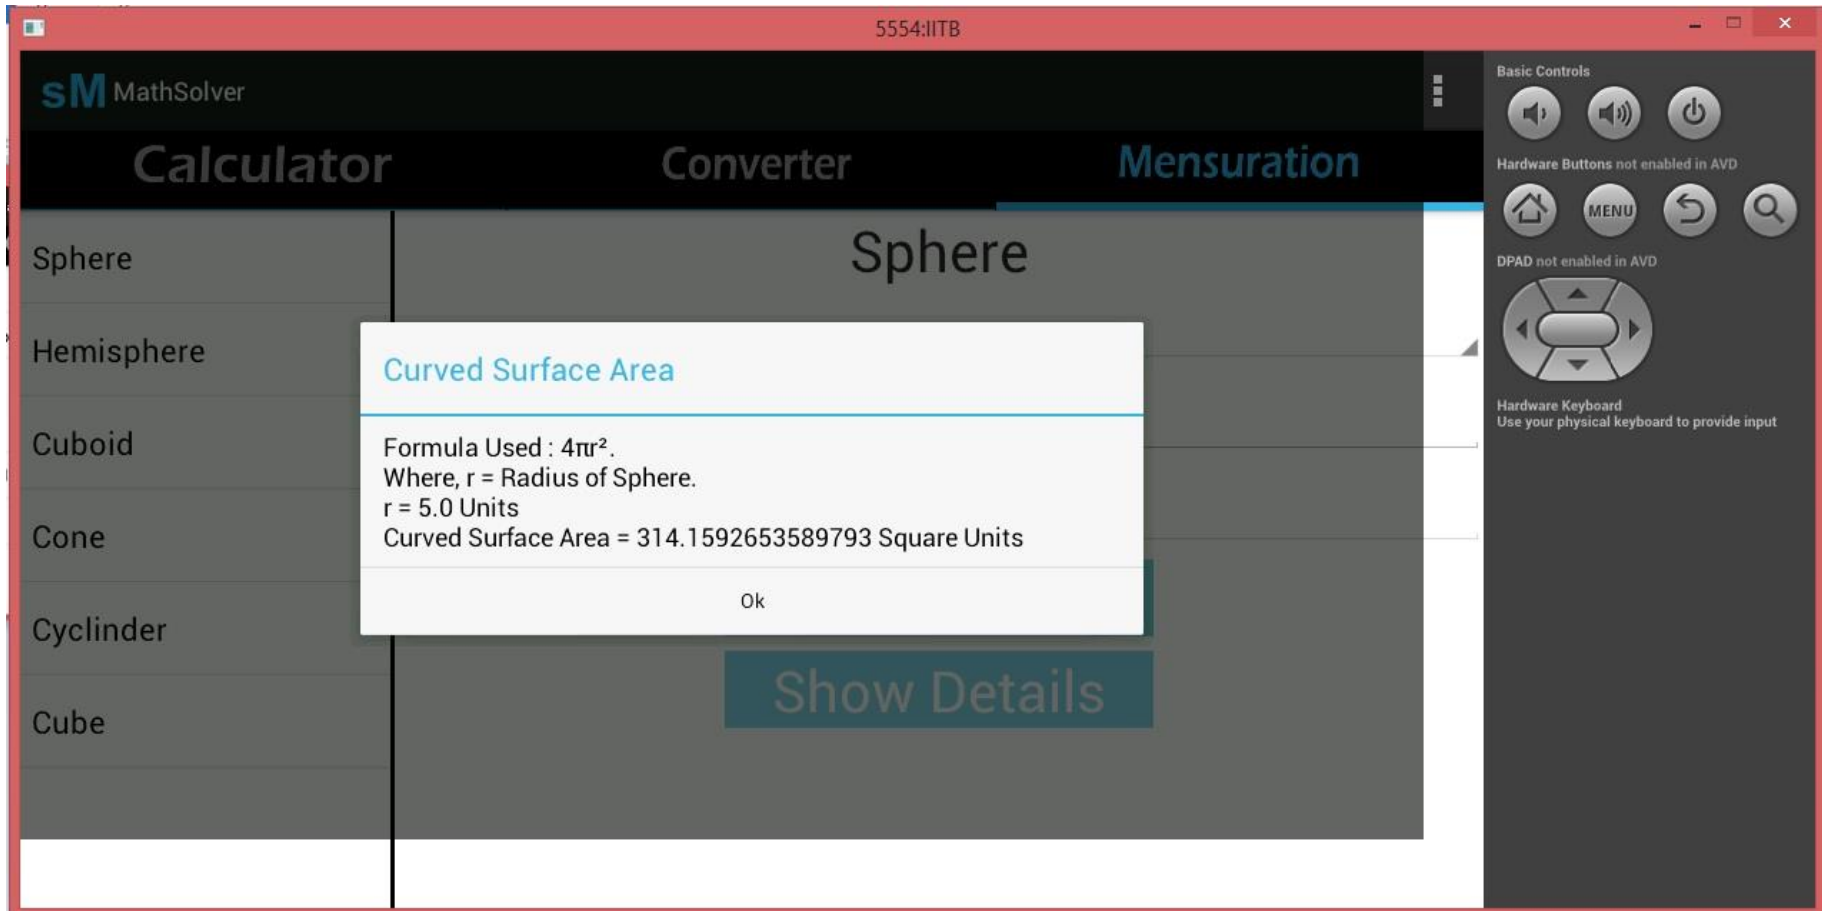 5554:IITB
sM MathSolver
Calculator Converter Mensuration
Sphere
Hemisphere
Cuboid
Cone
Cyclinder
Cube
Sphere
Curved Surface Area
Formula Used : 4πr².
Where, r = Radius of Sphere.
r = 5.0 Units
Curved Surface Area = 314.1592653589793 Square Units
Ok
Show Details
Basic Controls
Hardware Buttons not enabled in AVD
MENU
DPAD not enabled in AVD
Hardware Keyboard
Use your physical keyboard to provide input